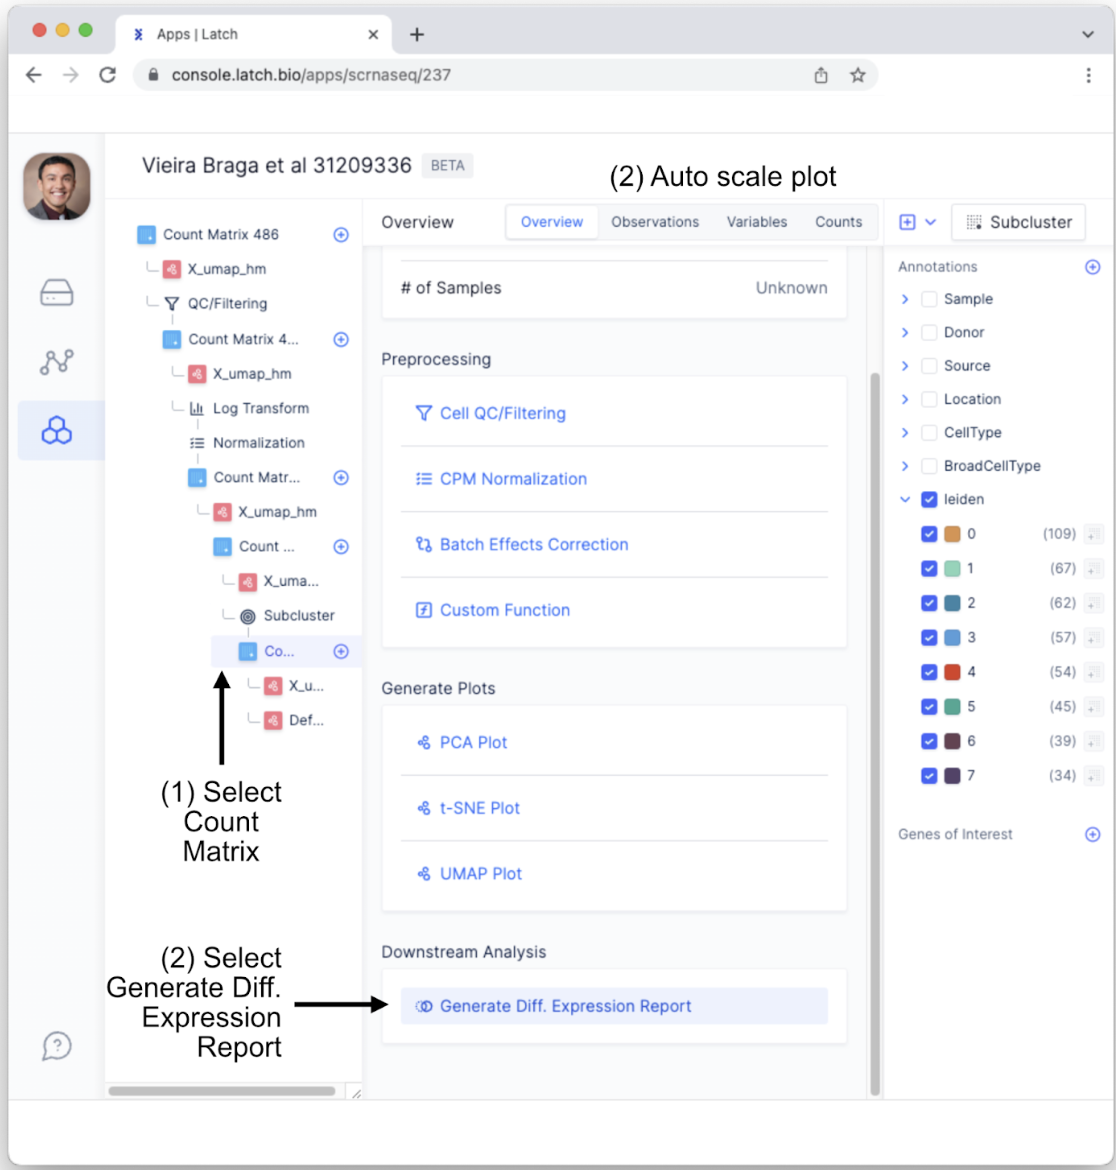 Apps | Latch
console.latch.bio/apps/scrnaseq/237
Vieira Braga et al 31209336 BETA
(2) Auto scale plot
Count Matrix 486
X_umap_hm
QC/Filtering
Count Matrix 4...
X_umap_hm
Log Transform
Normalization
Count Matr...
X_umap_hm
Count ...
X_uma...
Subcluster
Co...
X_u...
Def...
(1) Select
Count
Matrix
(2) Select
Generate Diff.
Expression
Report
Overview
Overview Observations Variables Counts
# of Samples Unknown
Preprocessing
Cell QC/Filtering
CPM Normalization
Batch Effects Correction
Custom Function
Generate Plots
PCA Plot
t-SNE Plot
UMAP Plot
Downstream Analysis
Generate Diff. Expression Report
Subcluster
Annotations
Sample
Donor
Source
Location
CellType
BroadCellType
leiden
0 (109)
1 (67)
2 (62)
3 (57)
4 (54)
5 (45)
6 (39)
7 (34)
Genes of Interest